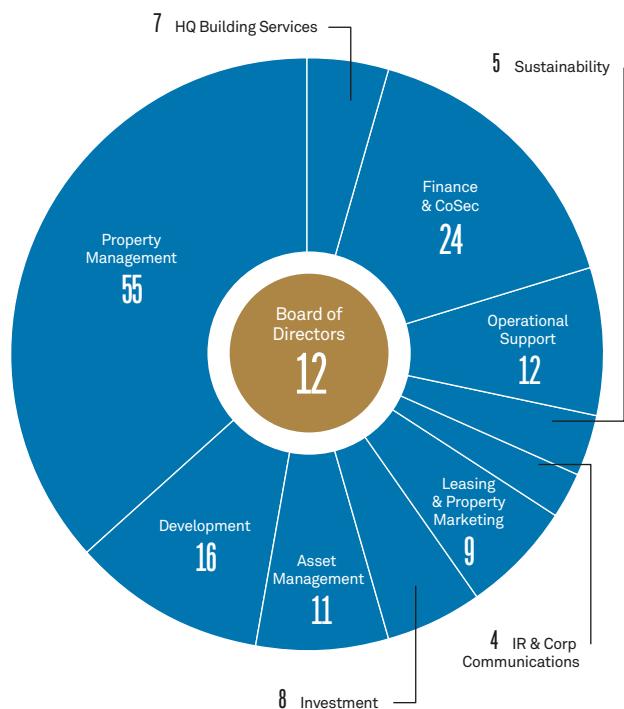 7 HQ Building Services
5 Sustainability
Finance
& CoSec
24
Property
Management
55
Board of
Directors
12
Operational
Support
12
Leasing
& Property
Marketing
9
Development
16
Asset
Management
11
4 IR & Corp
Communications
8 Investment